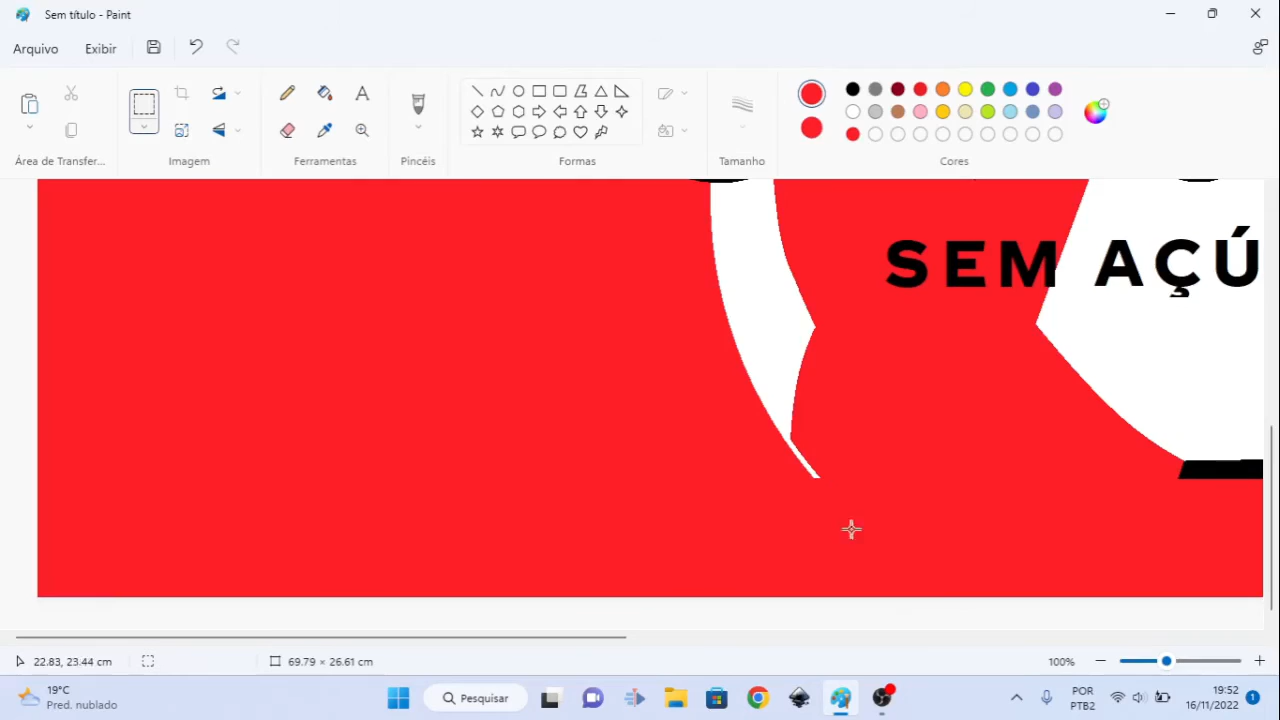 Sem título - Paint
Arquivo Exibir
Área de Transfer... Imagem Ferramentas Pincéis Formas Tamanho Cores
SEM AÇÚ
22.83, 23.44 cm 69.79 × 26.61 cm 100%
19°C
Pred. nublado
Pesquisar
POR
PTB2
19:52
16/11/2022
1